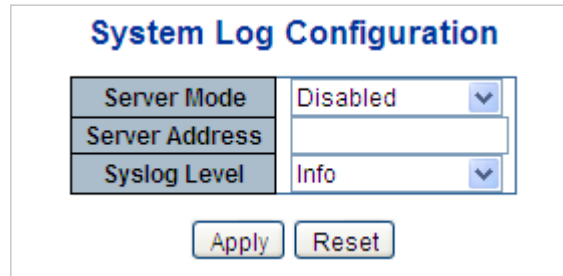 System Log Configuration
Server Mode Disabled
Server Address
Syslog Level Info
Apply Reset